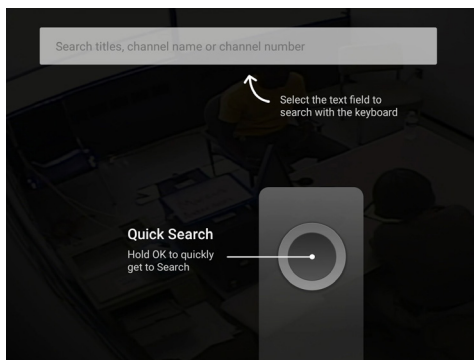 Search titles, channel name or channel number
Select the text field to
search with the keyboard
Quick Search
Hold OK to quickly
get to Search